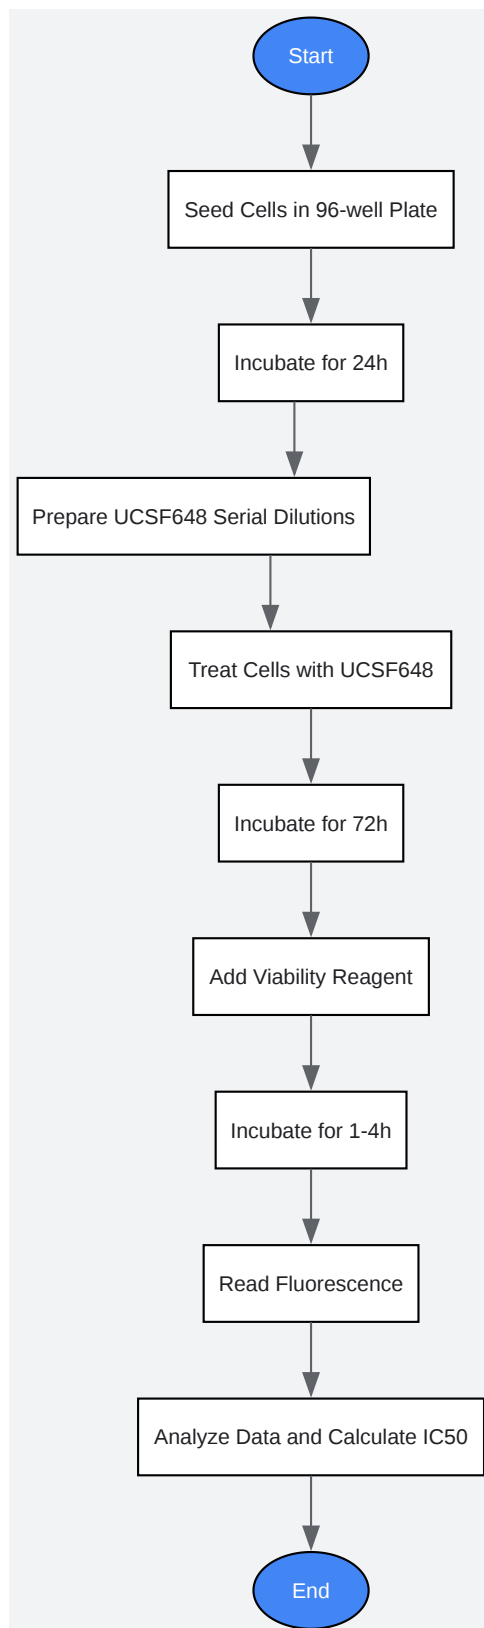 Start
Seed Cells in 96-well Plate
Incubate for 24h
Prepare UCSF648 Serial Dilutions
Treat Cells with UCSF648
Incubate for 72h
Add Viability Reagent
Incubate for 1-4h
Read Fluorescence
Analyze Data and Calculate IC50
End